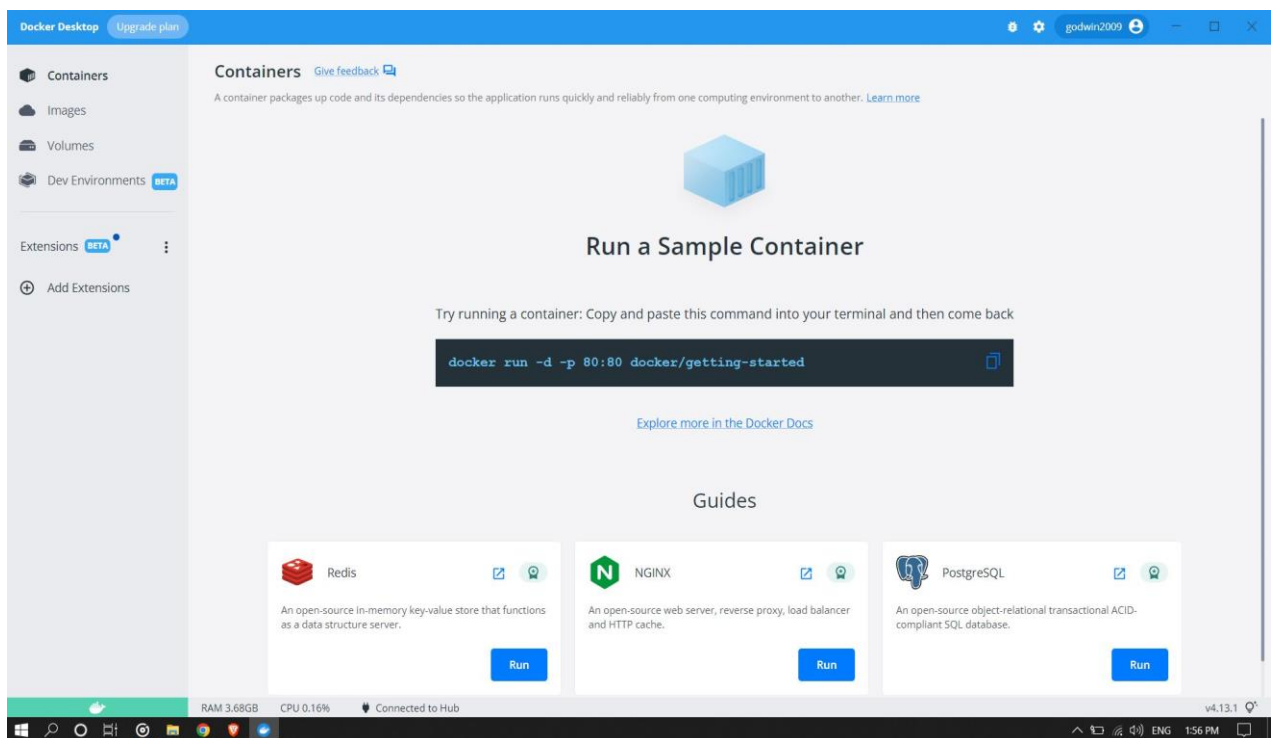 Docker Desktop Upgrade plan
godwin2009
Containers
Images
Volumes
Dev Environments BETA
Extensions BETA
Add Extensions
Containers Give feedback
A container packages up code and its dependencies so the application runs quickly and reliably from one computing environment to another. Learn more
Run a Sample Container
Try running a container: Copy and paste this command into your terminal and then come back
docker run -d -p 80:80 docker/getting-started
Explore more in the Docker Docs
Guides
Redis
An open-source in-memory key-value store that functions
as a data structure server.
Run
NGINX
An open-source web server, reverse proxy, load balancer
and HTTP cache.
Run
PostgreSQL
An open-source object-relational transactional ACID-
compliant SQL database.
Run
RAM 3.68GB CPU 0.16% Connected to Hub
v4.13.1
ENG 1:56 PM